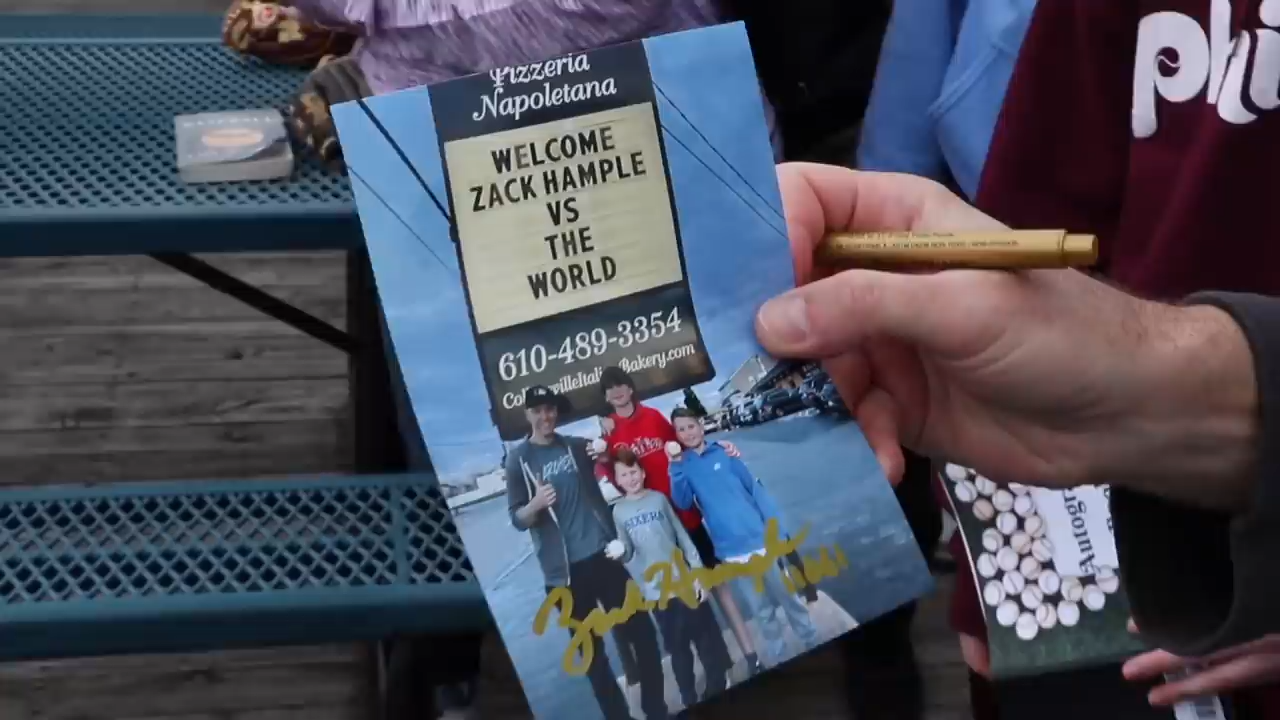 Pizzeria
Napoletana
WELCOME
ZACK HAMPLE
VS
THE
WORLD
610-489-3354
Bakery.com
SIXERS
Zack Hample
Phi
Autogr